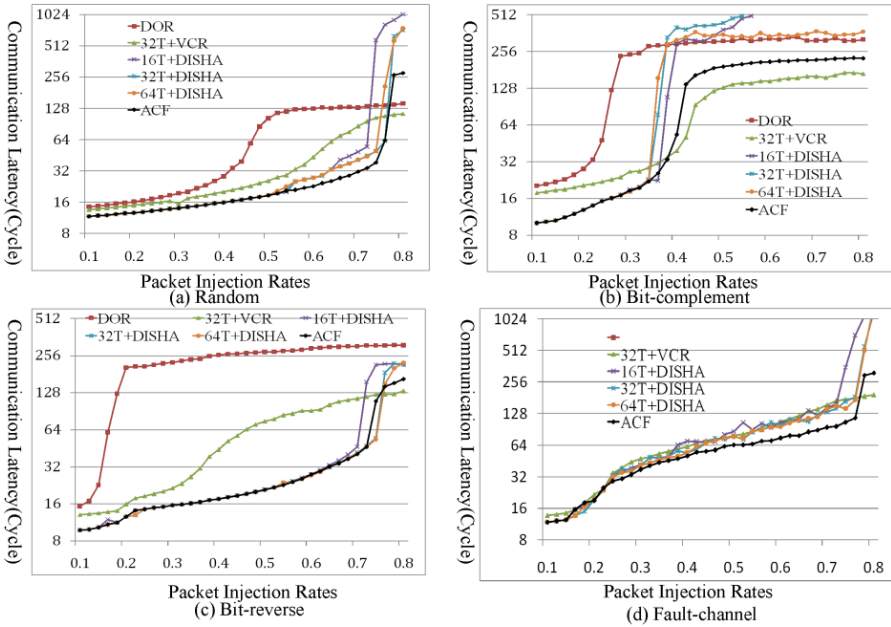 Communication Latency(Cycle)
1024
512
256
128
64
32
16
8
DOR
32T+VCR
16T+DISHA
32T+DISHA
64T+DISHA
ACF
0.1 0.2 0.3 0.4 0.5 0.6 0.7 0.8
Packet Injection Rates
(a) Random
Communication Latency(Cycle)
512
256
128
64
32
16
8
DOR
32T+VCR
16T+DISHA
32T+DISHA
64T+DISHA
ACF
0.1 0.2 0.3 0.4 0.5 0.6 0.7 0.8
Packet Injection Rates
(b) Bit-complement
Communication Latency(Cycle)
512
256
128
64
32
16
8
DOR 32T+VCR 16T+DISHA
32T+DISHA 64T+DISHA ACF
0.1 0.2 0.3 0.4 0.5 0.6 0.7 0.8
Packet Injection Rates
(c) Bit-reverse
Communication Latency(Cycle)
1024
512
256
128
64
32
16
8
32T+VCR
16T+DISHA
32T+DISHA
64T+DISHA
ACF
0.1 0.2 0.3 0.4 0.5 0.6 0.7 0.8
Packet Injection Rates
(d) Fault-channel